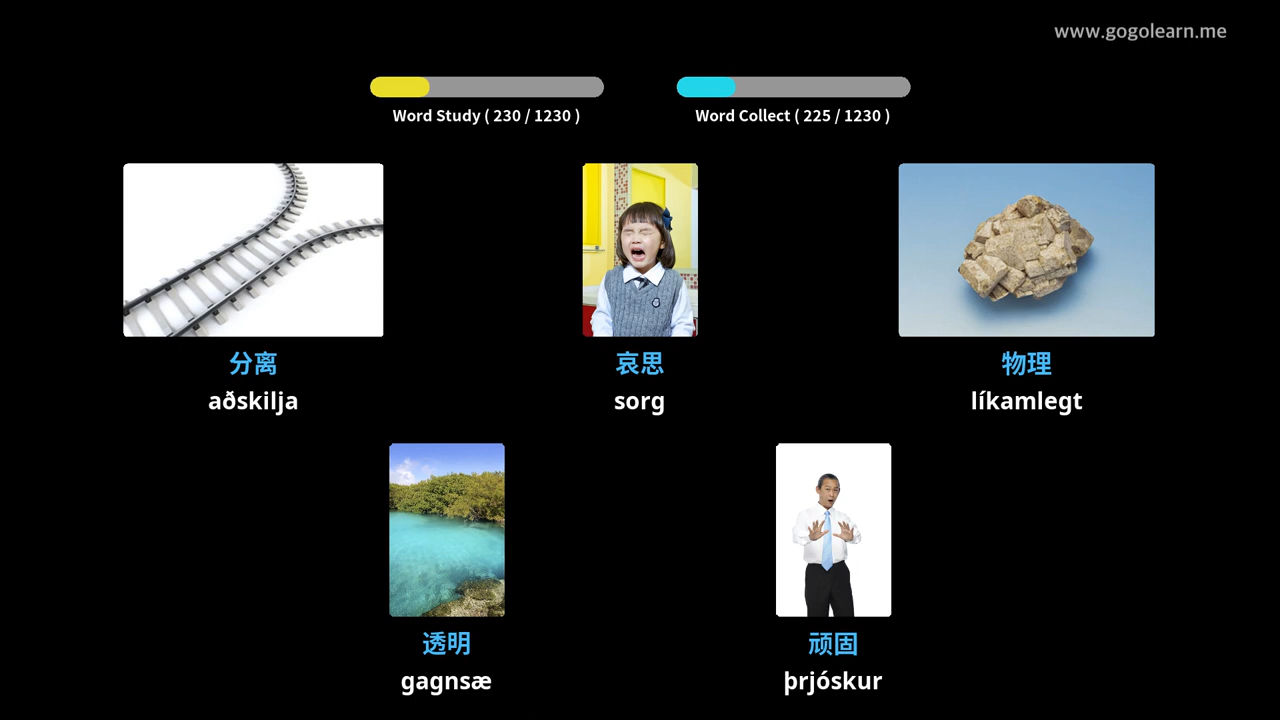 www.gogolearn.me
Word Study ( 230 / 1230 )
Word Collect ( 225 / 1230 )
分离
aðskilja
哀思
sorg
物理
líkamlegt
透明
gagnsæ
顽固
þrjóskur